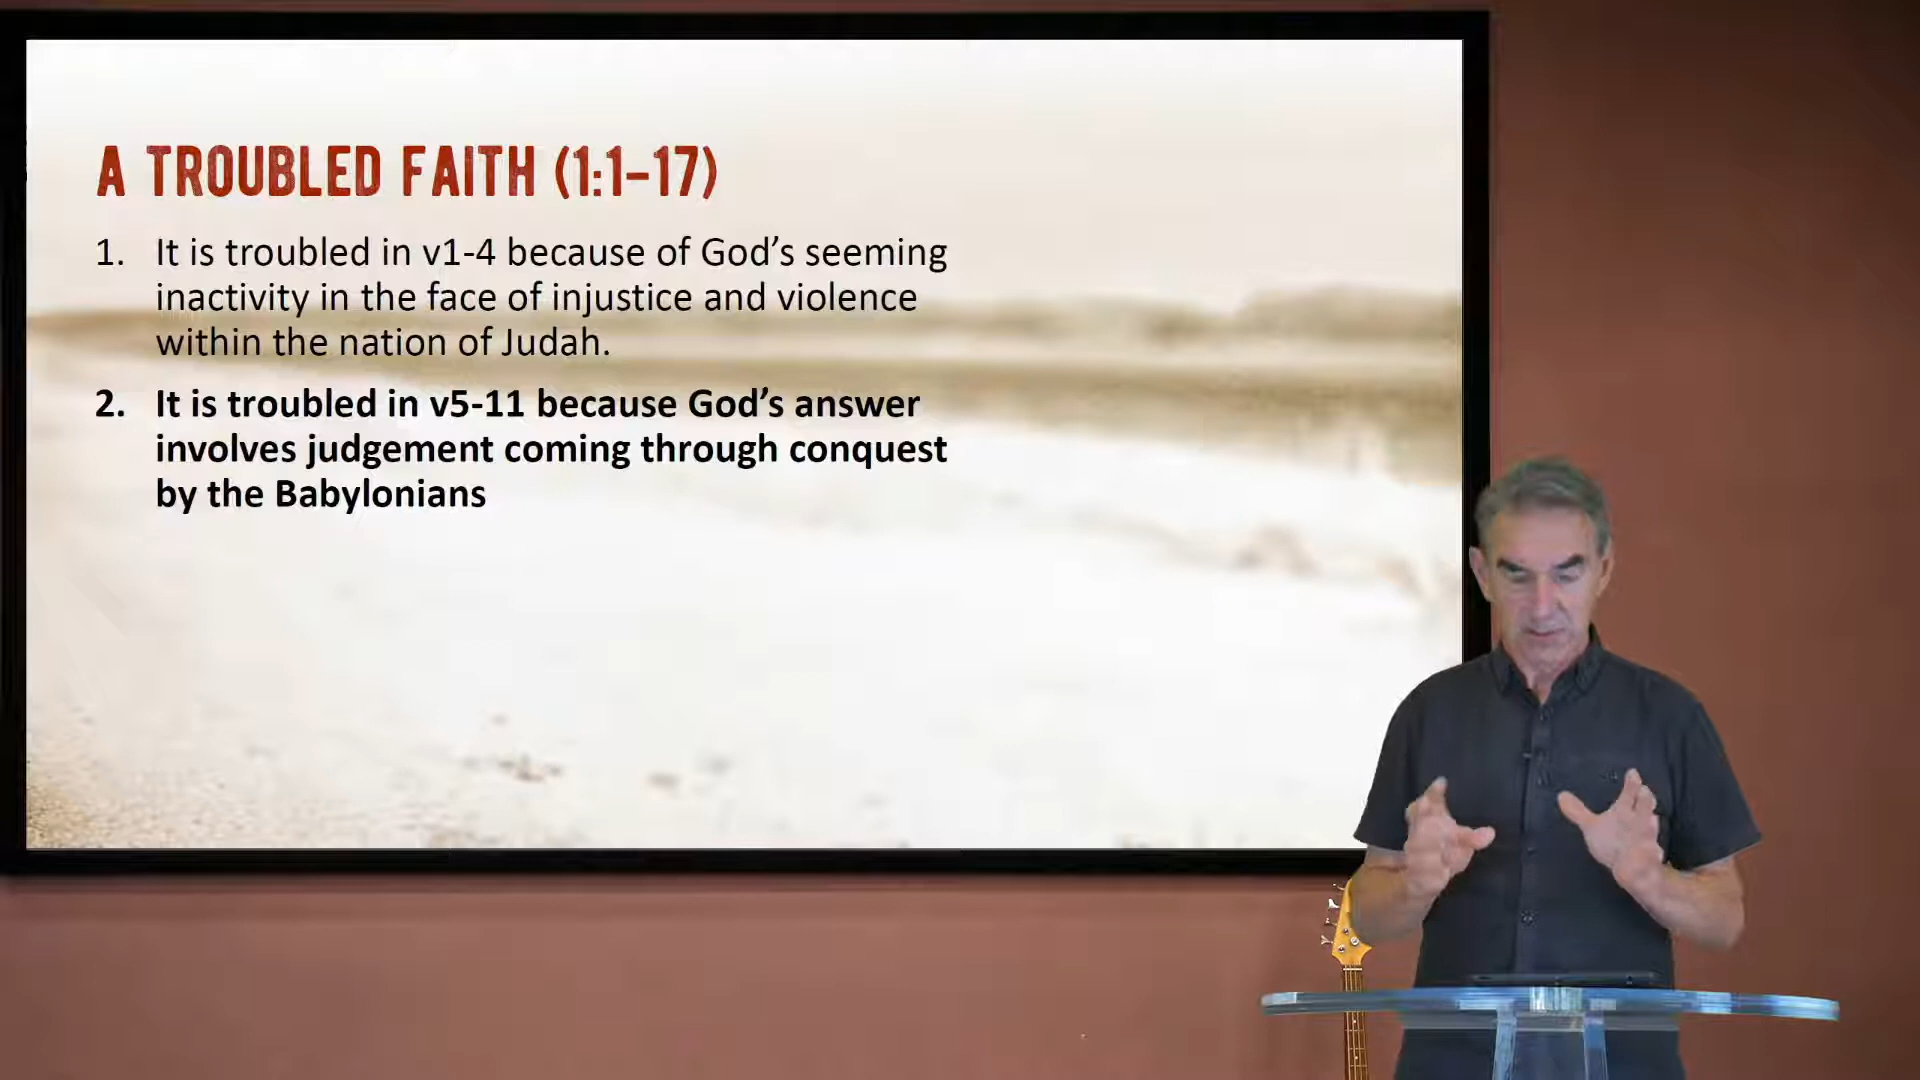 A TROUBLED FAITH (1:1–17)
1. It is troubled in v1-4 because of God’s seeming
inactivity in the face of injustice and violence
within the nation of Judah.
2. It is troubled in v5-11 because God’s answer
involves judgement coming through conquest
by the Babylonians